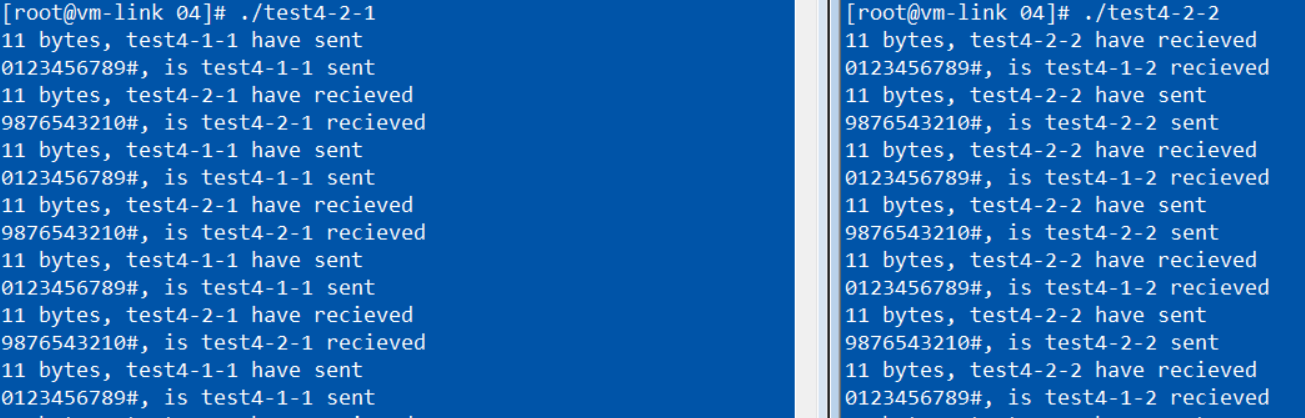 [root@vm-link 04]# ./test4-2-1
11 bytes, test4-1-1 have sent
0123456789#, is test4-1-1 sent
11 bytes, test4-2-1 have recieved
9876543210#, is test4-2-1 recieved
11 bytes, test4-1-1 have sent
0123456789#, is test4-1-1 sent
11 bytes, test4-2-1 have recieved
9876543210#, is test4-2-1 recieved
11 bytes, test4-1-1 have sent
0123456789#, is test4-1-1 sent
11 bytes, test4-2-1 have recieved
9876543210#, is test4-2-1 recieved
11 bytes, test4-1-1 have sent
0123456789#, is test4-1-1 sent
[root@vm-link 04]# ./test4-2-2
11 bytes, test4-2-2 have recieved
0123456789#, is test4-1-2 recieved
11 bytes, test4-2-2 have sent
9876543210#, is test4-2-2 sent
11 bytes, test4-2-2 have recieved
0123456789#, is test4-1-2 recieved
11 bytes, test4-2-2 have sent
9876543210#, is test4-2-2 sent
11 bytes, test4-2-2 have recieved
0123456789#, is test4-1-2 recieved
11 bytes, test4-2-2 have sent
9876543210#, is test4-2-2 sent
11 bytes, test4-2-2 have recieved
0123456789#, is test4-1-2 recieved